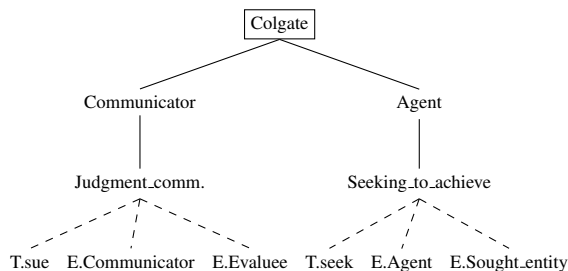 Colgate
Communicator Agent
Judgment_comm. Seeking_to_achieve
T.sue E.Communicator E.Evaluee T.seek E.Agent E.Sought_entity